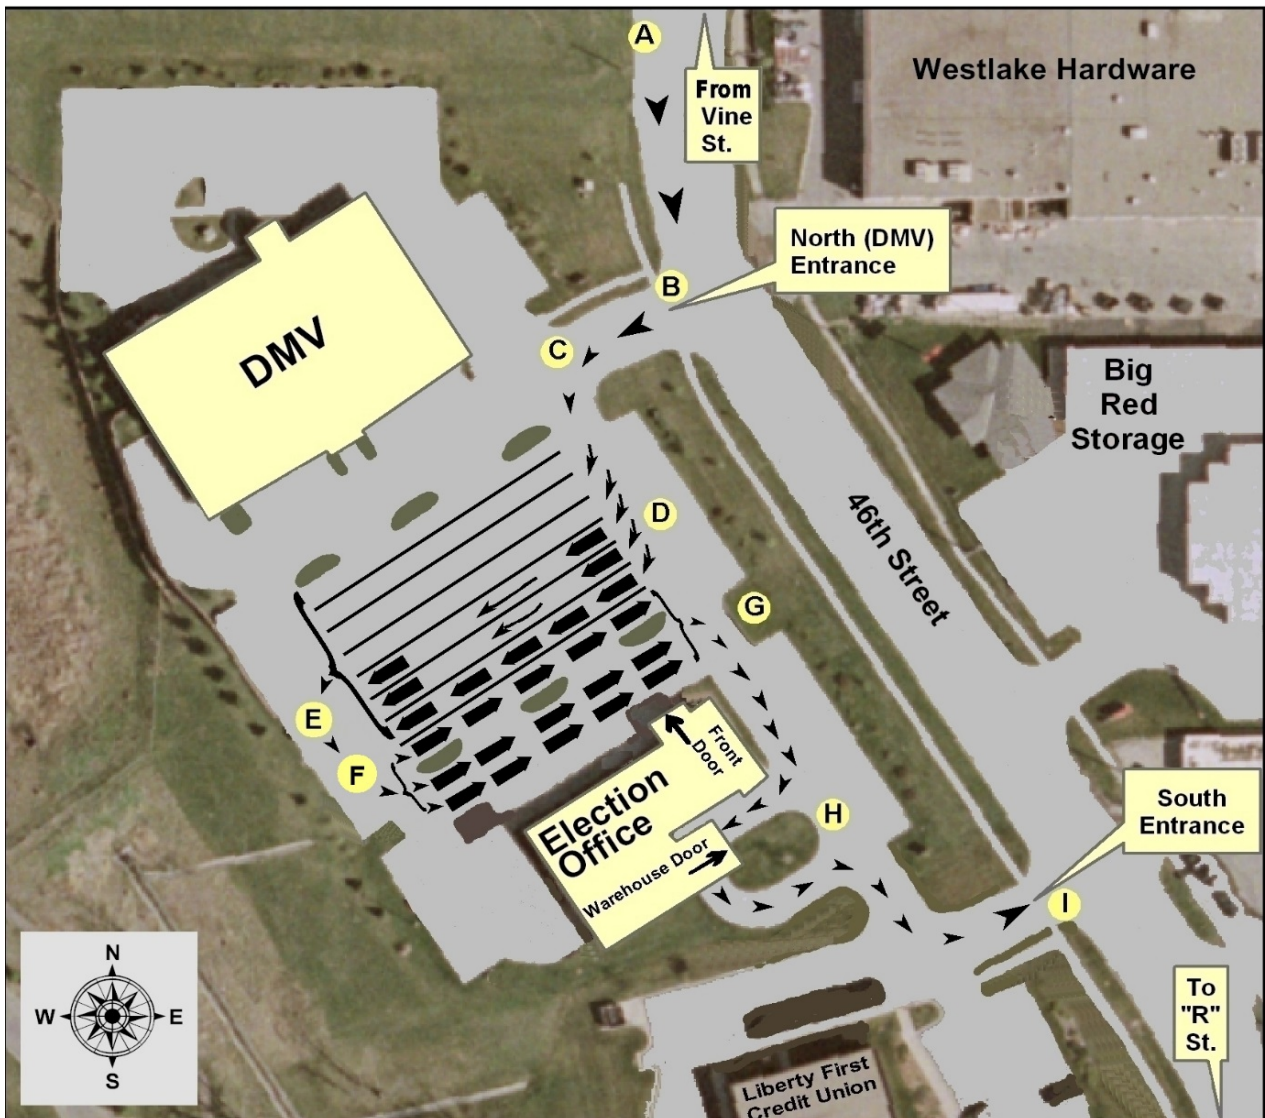 A
From
Vine
St.
Westlake Hardware
North (DMV)
Entrance
B
C
DMV
Big
Red
Storage
46th Street
D
G
E
F
Front
Door
Election
Office
Warehouse Door
H
South
Entrance
I
N
W E
S
To
"R"
St.
Liberty First
Credit Union